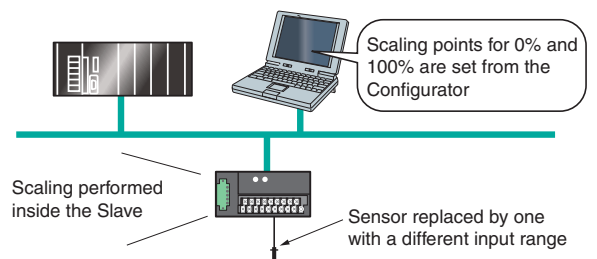 Scaling points for 0% and
100% are set from the
Configurator
Scaling performed
inside the Slave
Sensor replaced by one
with a different input range